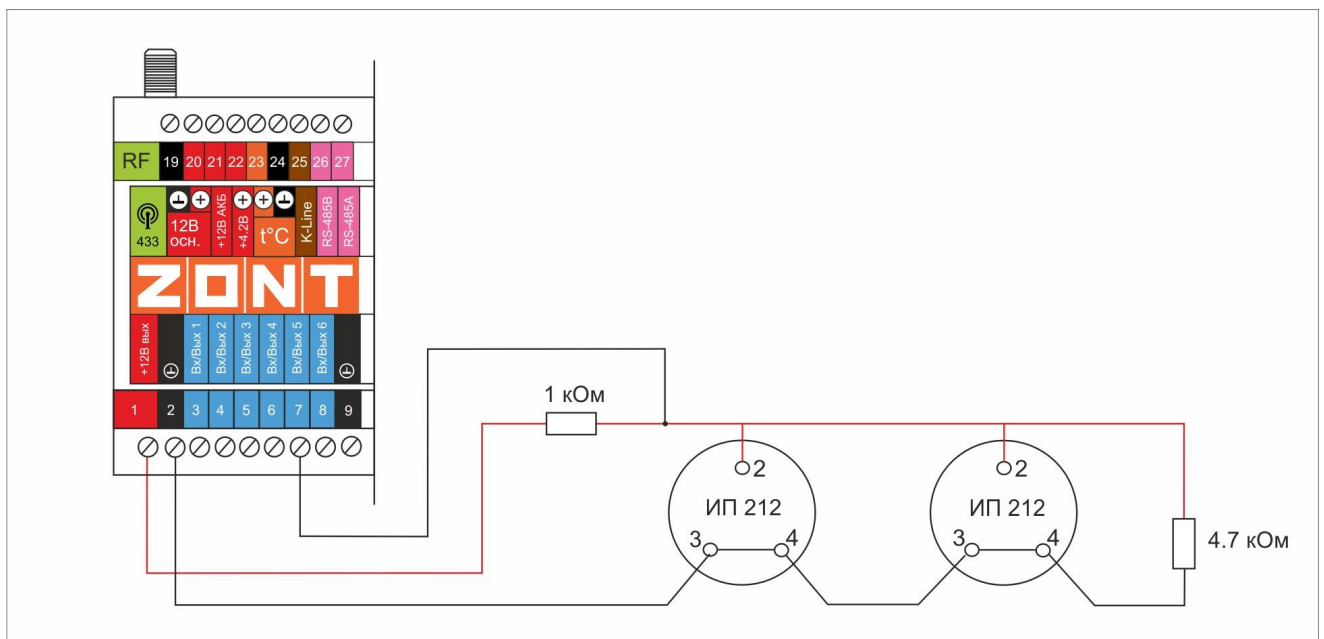 RF 19 20 21 22 23 24 25 26 27
433
12В
осн.
+12В АКБ
+4.2В
t°C
K-Line
RS-485B
RS-485A
ZONT
+12В вых
Вх/Вых 1
Вх/Вых 2
Вх/Вых 3
Вх/Вых 4
Вх/Вых 5
Вх/Вых 6
1 2 3 4 5 6 7 8 9
1 кОм
2
ИП 212
3 4
2
ИП 212
3 4
4.7 кОм